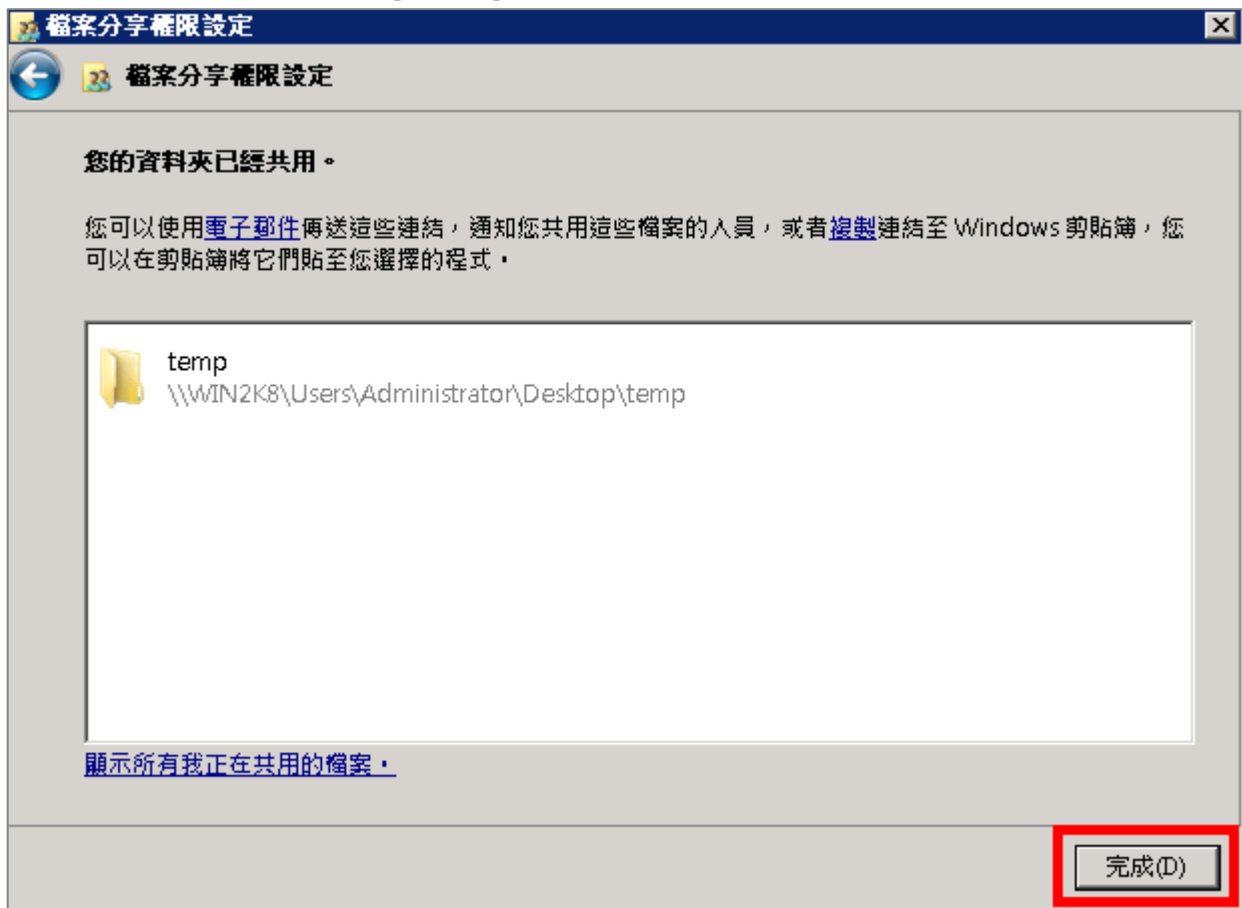 檔案分享權限設定
檔案分享權限設定
您的資料夾已經共用。
您可以使用電子郵件傳送這些連結，通知您共用這些檔案的人員，或者複製連結至 Windows 剪貼簿，您
可以在剪貼簿將它們貼至您選擇的程式。
temp
\\WIN2K8\Users\Administrator\Desktop\temp
顯示所有我正在共用的檔案。
完成(D)